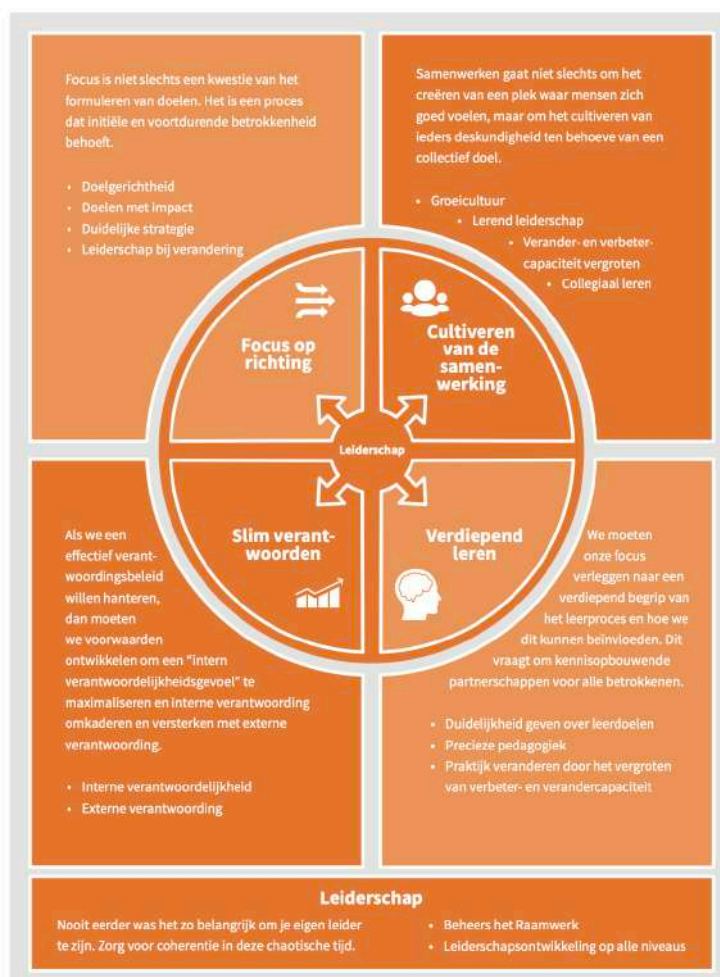 Focus is niet slechts een kwestie van het
formuleren van doelen. Het is een proces
dat initiële en voortdurende betrokkenheid
behoeft.
• Doelgerichtheid
• Doelen met impact
• Duidelijke strategie
• Leiderschap bij verandering
Samenwerken gaat niet slechts om het
creëren van een plek waar mensen zich
goed voelen, maar om het cultiveren van
ieders deskundigheid ten behoeve van een
collectief doel.
• Groeicultuur
• Lerend leiderschap
• Verander- en verbeter-
capaciteit vergroten
• Collegiaal leren
Focus op
richting
Cultiveren
van de
samen-
werking
Leiderschap
Slim verant-
woorden
Verdiepend
leren
Als we een
effectief verant-
woordingsbeleid
willen hanteren,
dan moeten
we voorwaarden
ontwikkelen om een "intern
verantwoordelijkheidsgevoel" te
maximaliseren en interne verantwoording
omkaderen en versterken met externe
verantwoording.
• Interne verantwoordelijkheid
• Externe verantwoording
We moeten
onze focus
verleggen naar een
verdiepend begrip van
het leerproces en hoe we
dit kunnen beïnvloeden. Dit
vraagt om kennisopbouwende
partnerschappen voor alle betrokkenen.
• Duidelijkheid geven over leerdoelen
• Precieze pedagogiek
• Praktijk veranderen door het vergroten
van verbeter- en verandercapaciteit
Leiderschap
Nooit eerder was het zo belangrijk om je eigen leider
te zijn. Zorg voor coherentie in deze chaotische tijd.
• Beheers het Raamwerk
• Leiderschapsontwikkeling op alle niveaus